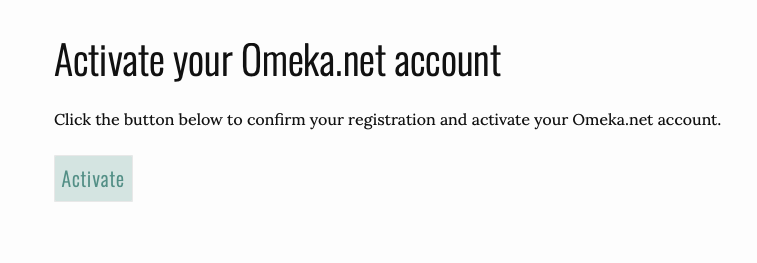 Activate your Omeka.net account
Click the button below to confirm your registration and activate your Omeka.net account.
Activate